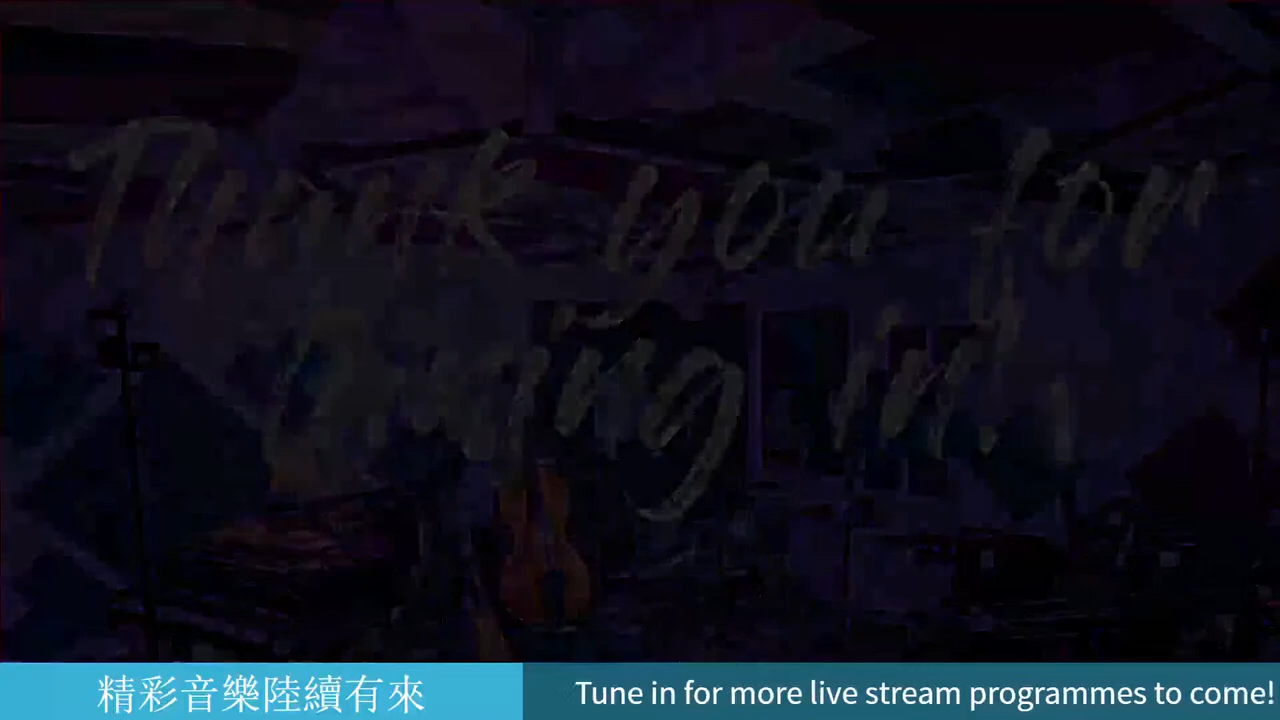 Thank you for
Tuning in!
精彩音樂陸續有來
Tune in for more live stream programmes to come!